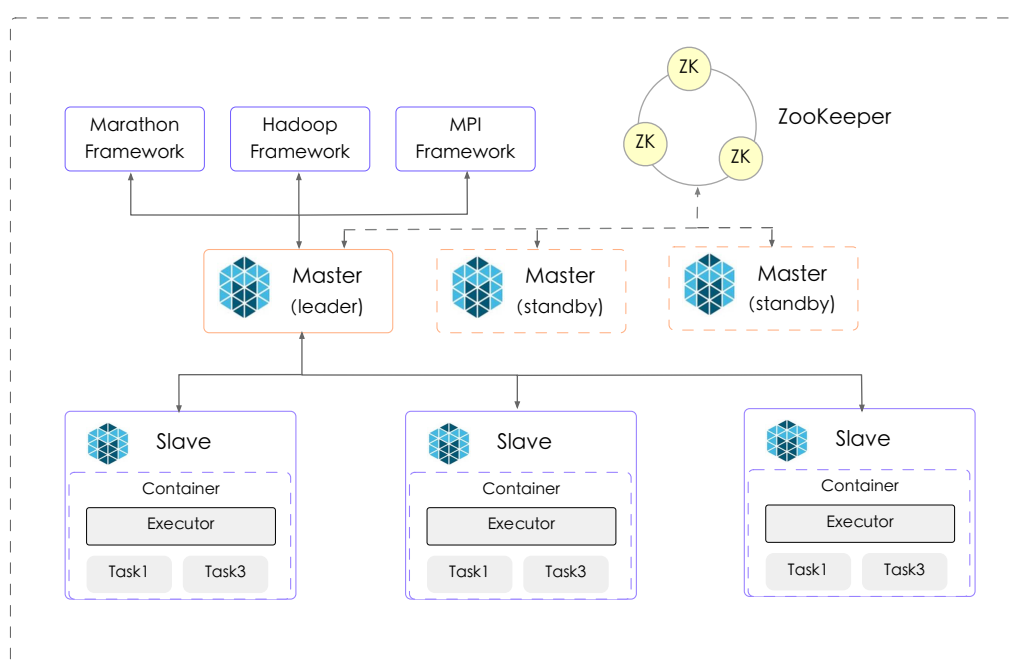 ZK
ZooKeeper
ZK
ZK
Marathon
Framework
Hadoop
Framework
MPI
Framework
Master
(leader)
Master
(standby)
Master
(standby)
Slave
Container
Executor
Task1 Task3
Slave
Container
Executor
Task1 Task3
Slave
Container
Executor
Task1 Task3